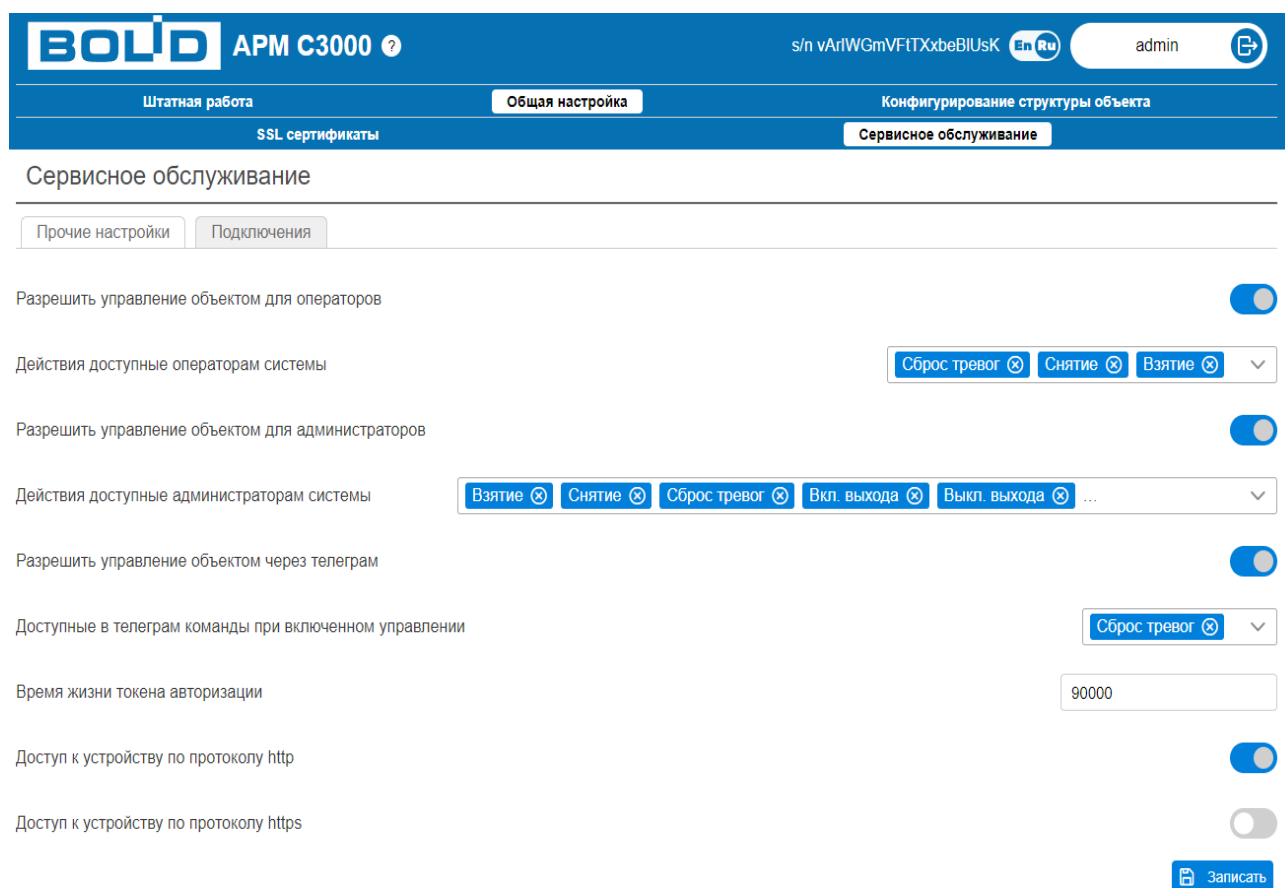 BOLID АРМ С3000 ? s/n vArIWGmVFtTXxbeBlUsK En Ru admin
Штатная работа Общая настройка Конфигурирование структуры объекта
SSL сертификаты Сервисное обслуживание
Сервисное обслуживание
Прочие настройки Подключения
Разрешить управление объектом для операторов
Действия доступные операторам системы Сброс тревог Снятие Взятие
Разрешить управление объектом для администраторов
Действия доступные администраторам системы Взятие Снятие Сброс тревог Вкл. выхода Выкл. выхода ...
Разрешить управление объектом через телеграм
Доступные в телеграм команды при включенном управлении Сброс тревог
Время жизни токена авторизации 90000
Доступ к устройству по протоколу http
Доступ к устройству по протоколу https
Записать